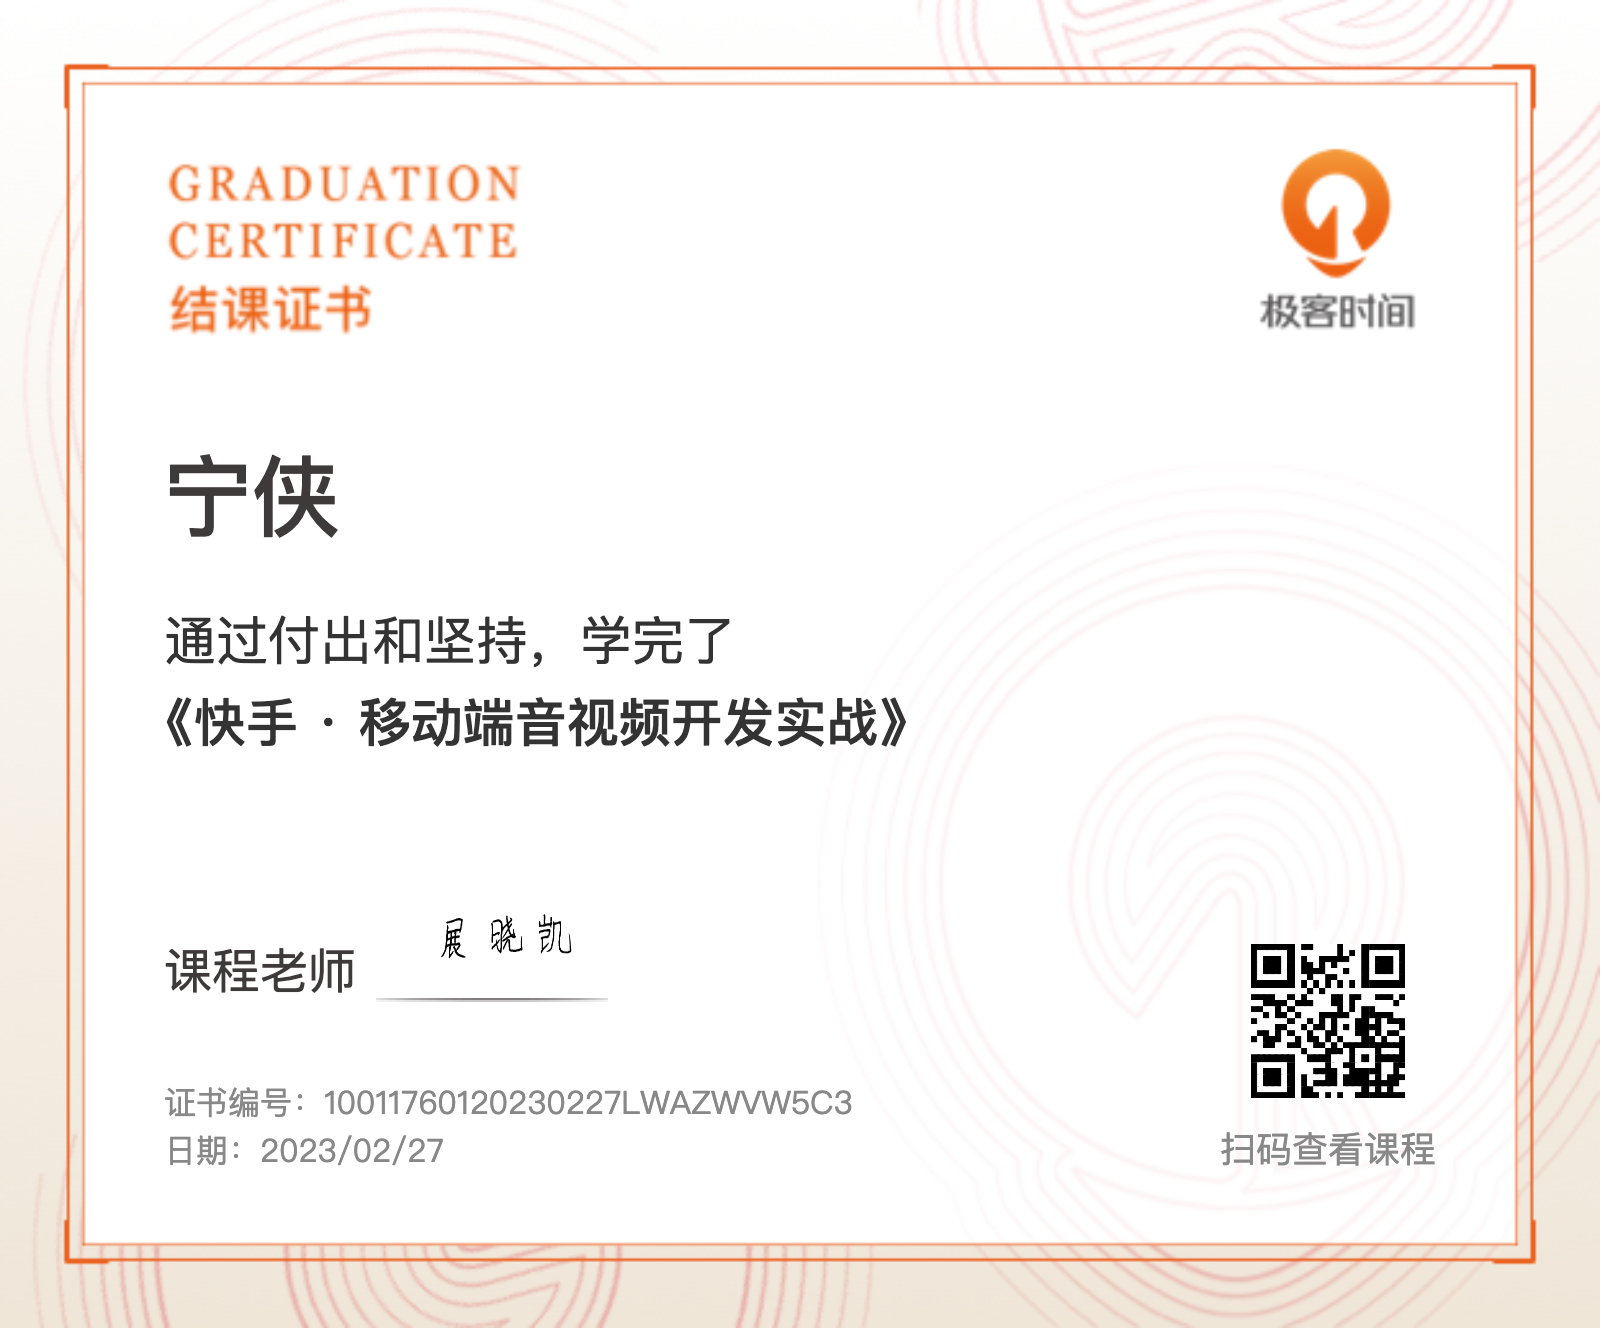 GRADUATION
CERTIFICATE
结课证书
极客时间
宁侠
通过付出和坚持，学完了
《快手 · 移动端音视频开发实战》
课程老师 展晓凯
证书编号：10011760120230227LWAZWVW5C3
日期：2023/02/27
扫码查看课程